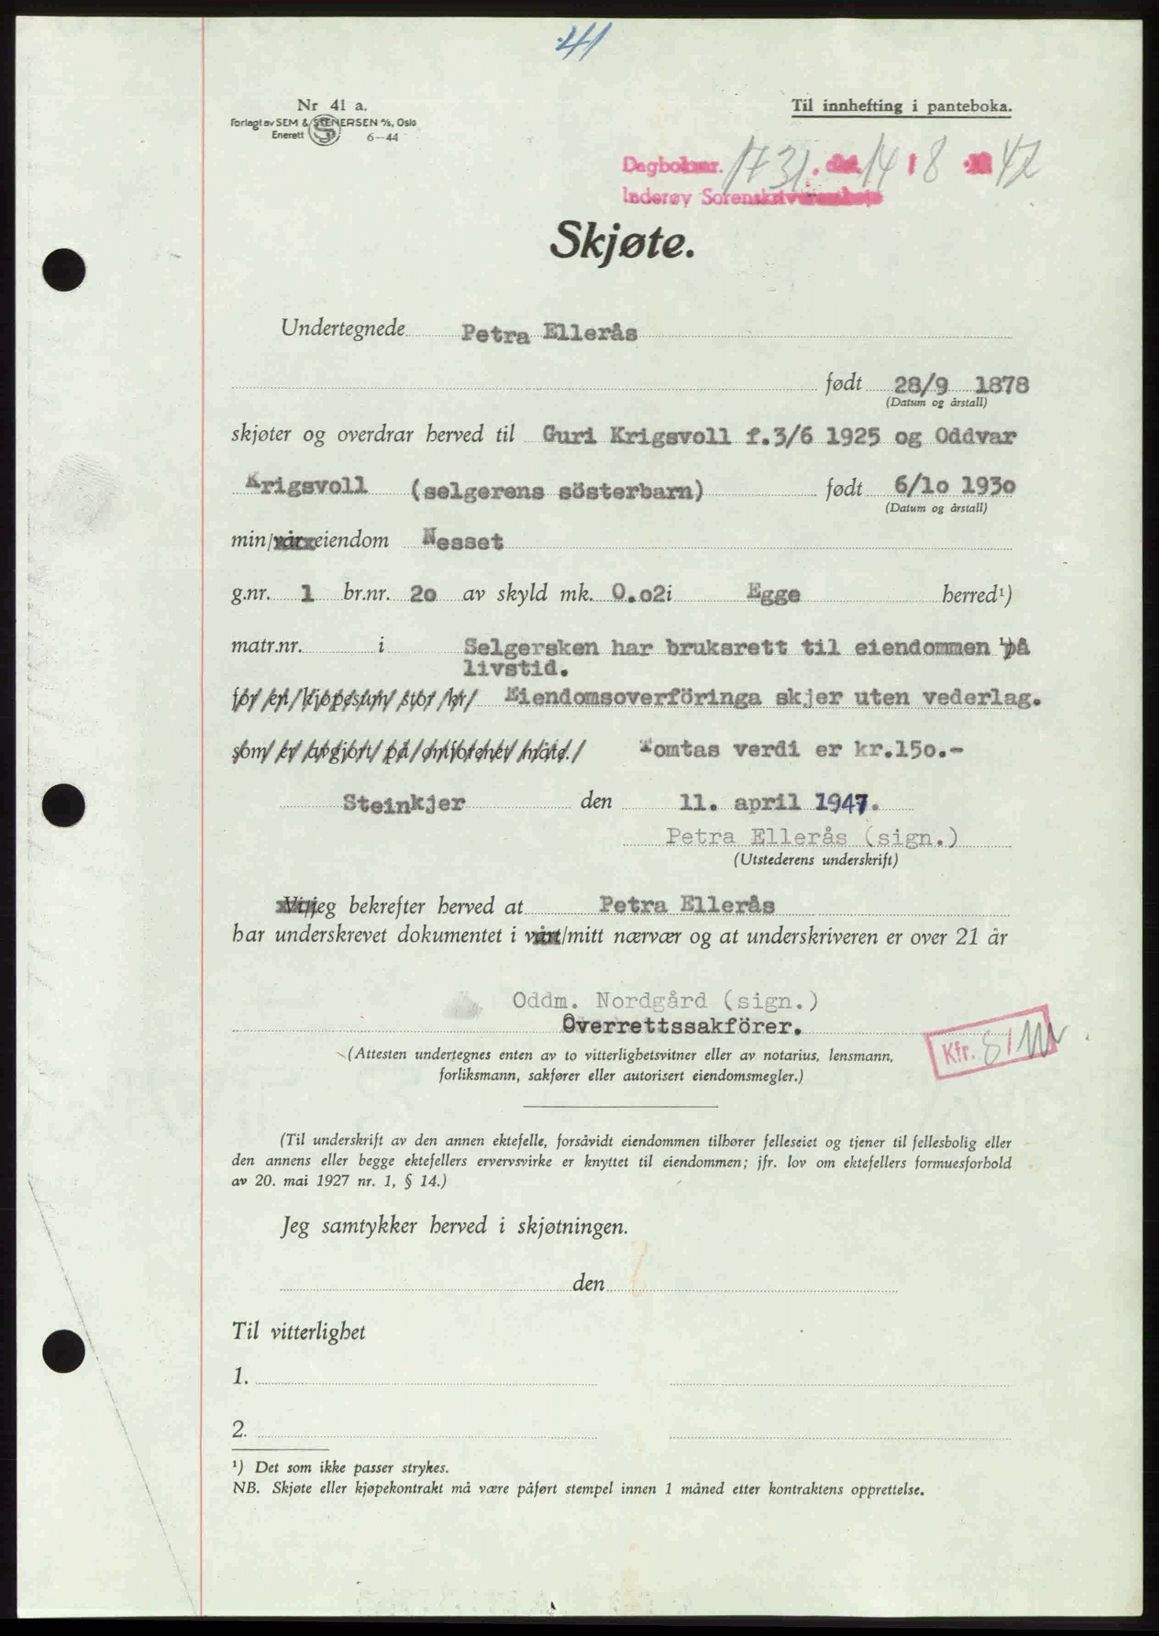 41
Nr 41 a.
Forlagt av SEM & STENERSEN A/S, Oslo
Enerett 6—44
Til innhefting i panteboka.
Dagboknr. 1731. 14 / 8 47
Inderøy Sorenskriverembete
Skjøte.
Undertegnede Petra Ellerås
født 28/9 1878
(Datum og årstall)
skjøter og overdrar herved til Guri Krigsvoll f.3/6 1925 og Oddvar
Krigsvoll (selgerens sösterbarn) født 6/1o 193o
(Datum og årstall)
min/vår eiendom Nesset
g.nr. 1 br.nr. 2o av skyld mk. 0.o2i Egge herred¹)
matr.nr. i Selgersken har bruksrett til eiendommen på ¹)
livstid.
for en kjøpesum stor kr. Eiendomsoverföringa skjer uten vederlag.
som er avgjort på omforenet måte. Tomtas verdi er kr.15o.-
Steinkjer den 11. april 1947.
Petra Ellerås (sign.)
(Utstederens underskrift)
Vi/jeg bekrefter herved at Petra Ellerås
har underskrevet dokumentet i vårt/mitt nærvær og at underskriveren er over 21 år
Oddm. Nordgård (sign.)
Overrettssakförer.
Kfr. 8/
(Attesten undertegnes enten av to vitterlighetsvitner eller av notarius, lensmann,
forliksmann, sakfører eller autorisert eiendomsmegler.)
(Til underskrift av den annen ektefelle, forsåvidt eiendommen tilhører felleseiet og tjener til fellesbolig eller
den annens eller begge ektefellers ervervsvirke er knyttet til eiendommen; jfr. lov om ektefellers formuesforhold
av 20. mai 1927 nr. 1, § 14.)
Jeg samtykker herved i skjøtningen.
den
Til vitterlighet
1.
2.
¹) Det som ikke passer strykes.
NB. Skjøte eller kjøpekontrakt må være påført stempel innen 1 måned etter kontraktens opprettelse.